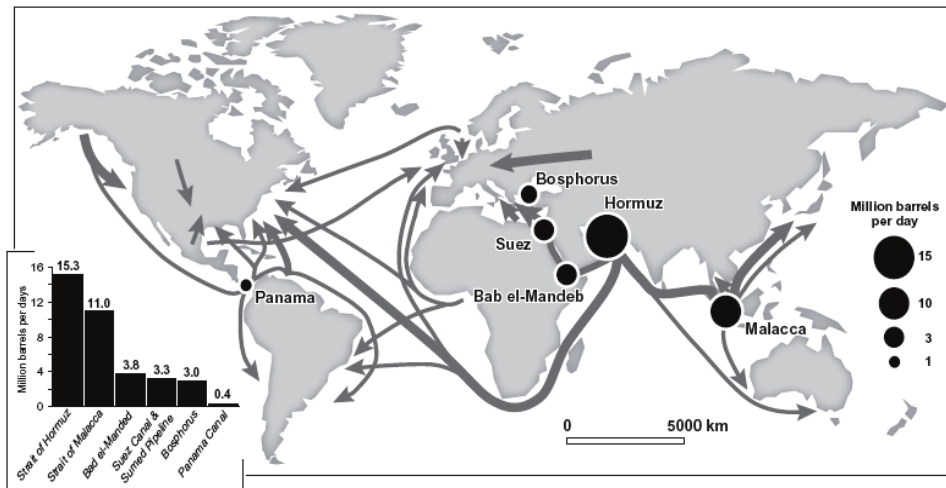 Bosphorus
Hormuz
Suez
Bab el-Mandeb
Panama
Malacca
Million barrels
per day
15
10
3
1
0 5000 km
Million barrels per days
16
12
8
4
0
15.3
11.0
3.8
3.3
3.0
0.4
Strait of Hormuz
Strait of Malacca
Bad el-Manded
Suez Canal &
Sumed Pipeline
Bosphorus
Panama Canal